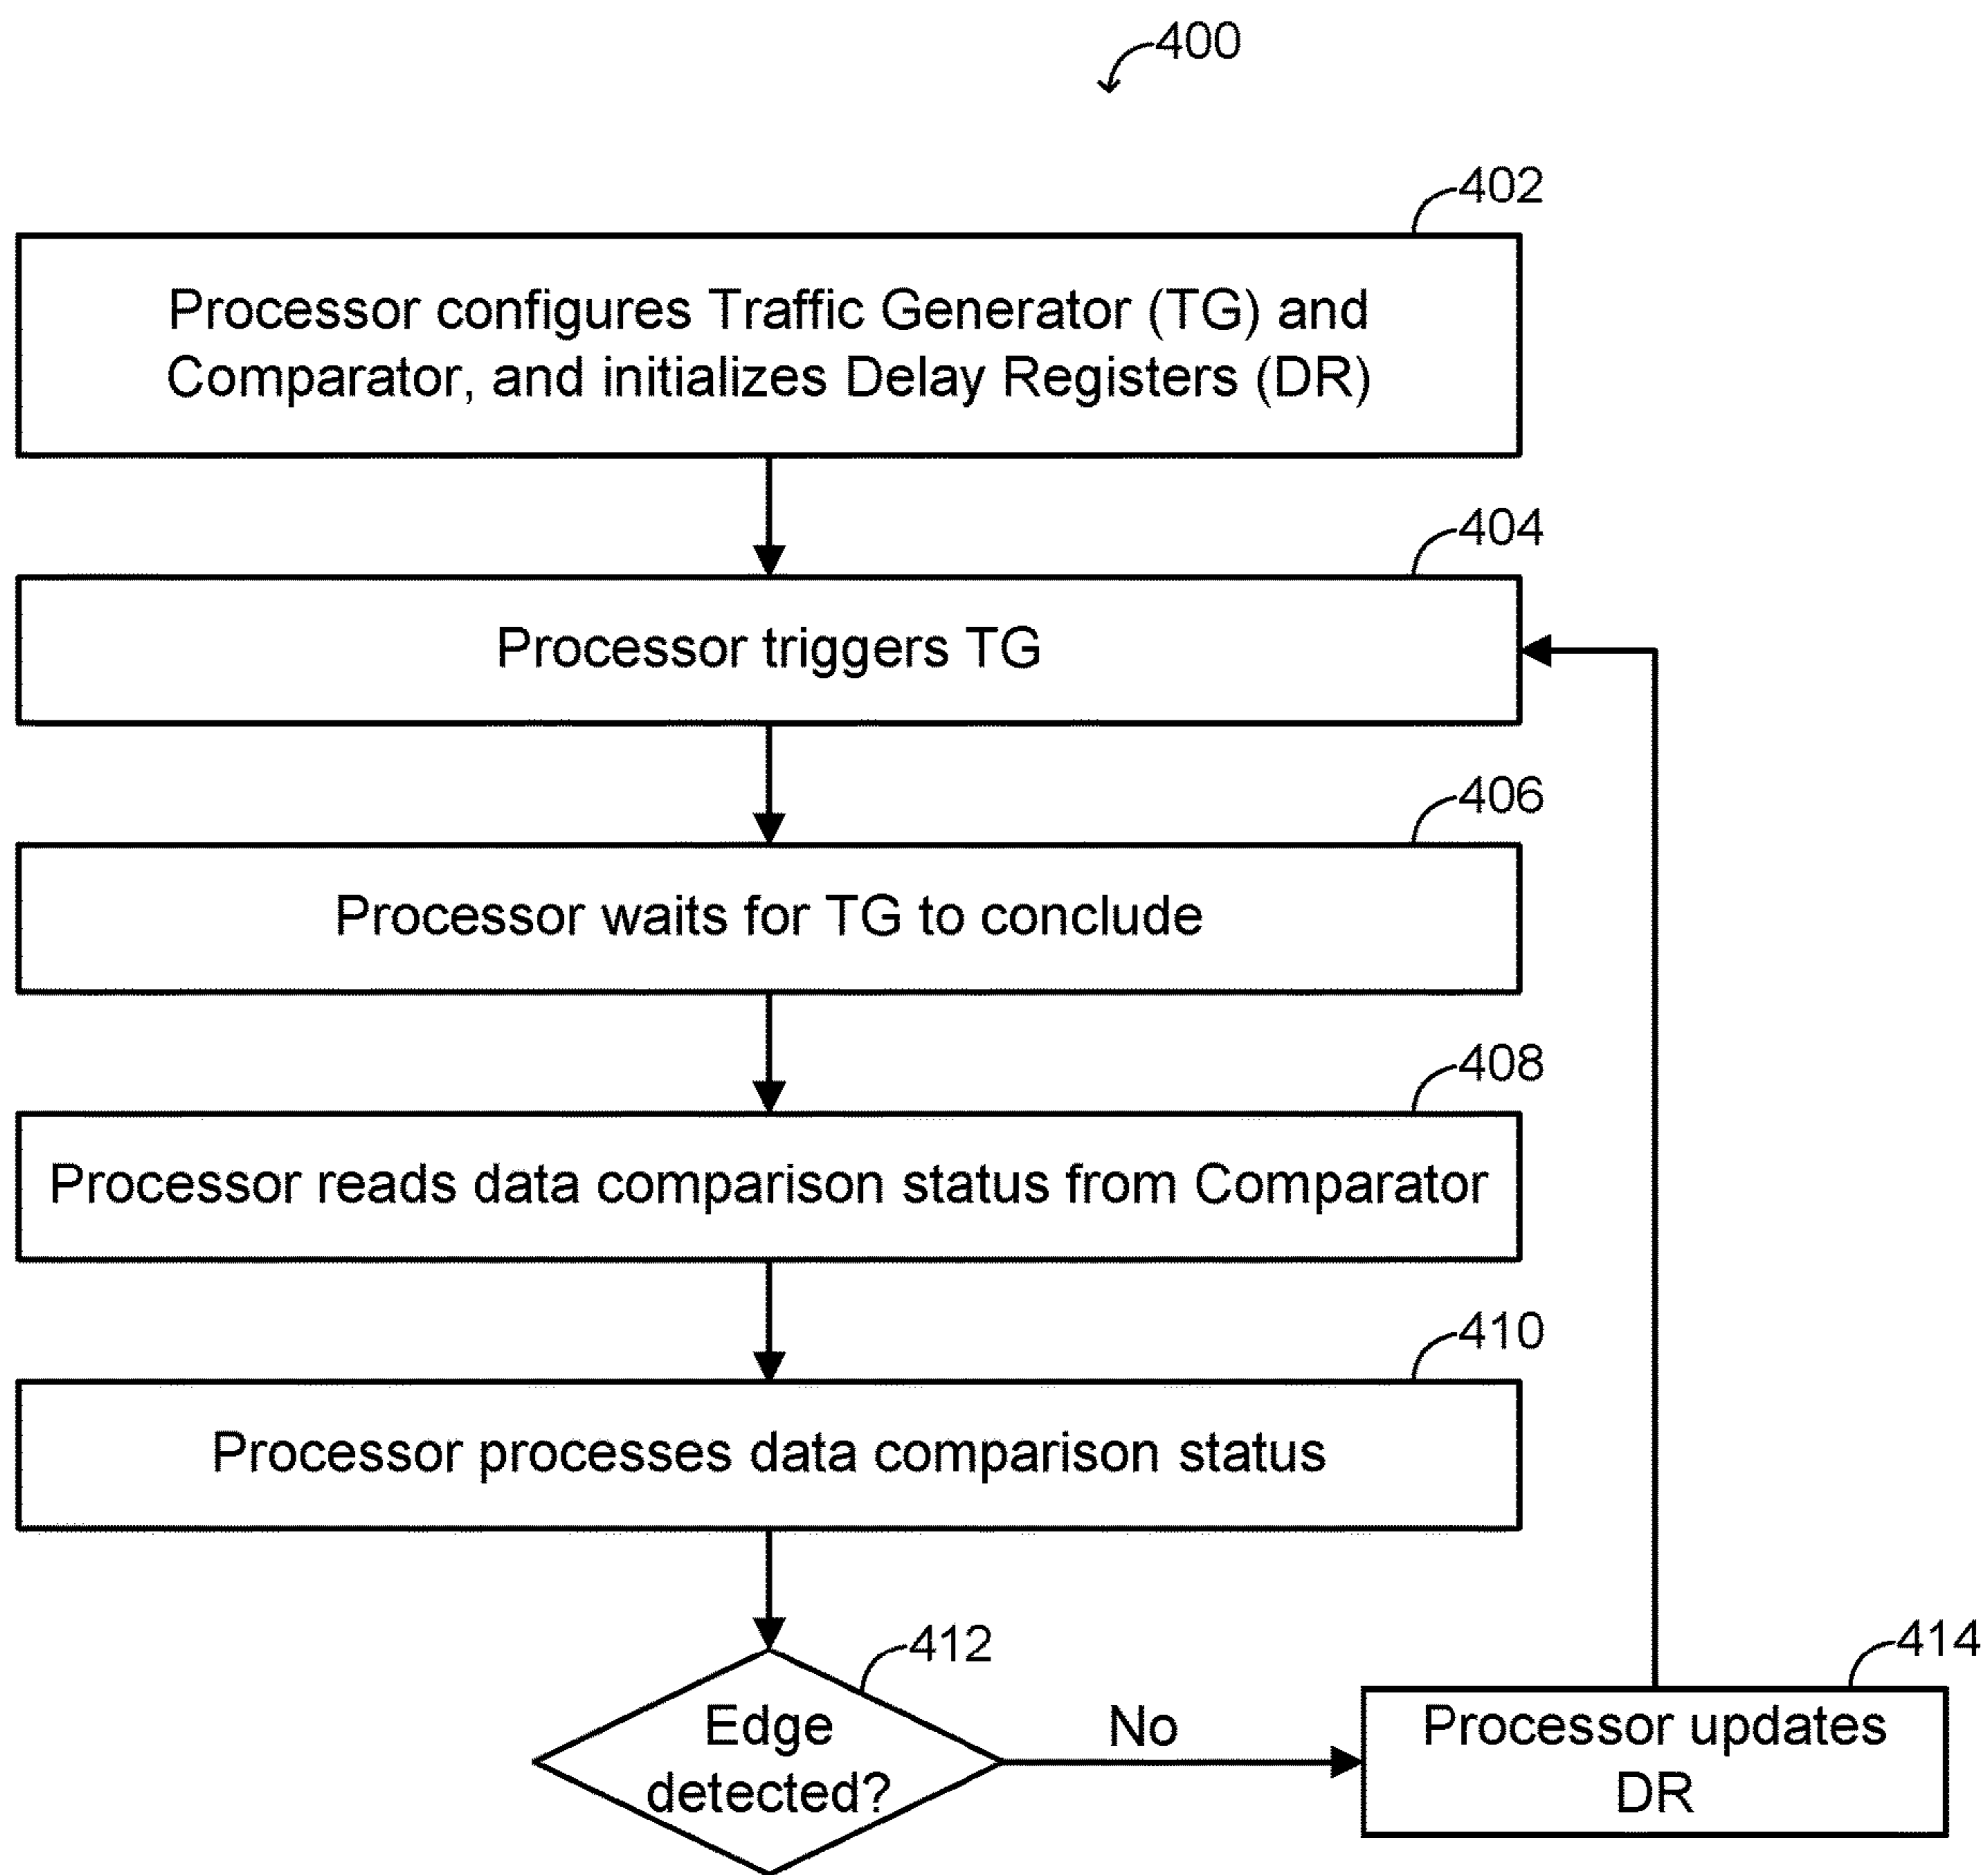 400
402
Processor configures Traffic Generator (TG) and
Comparator, and initializes Delay Registers (DR)
404
Processor triggers TG
406
Processor waits for TG to conclude
408
Processor reads data comparison status from Comparator
410
Processor processes data comparison status
412
Edge
detected?
No
414
Processor updates
DR